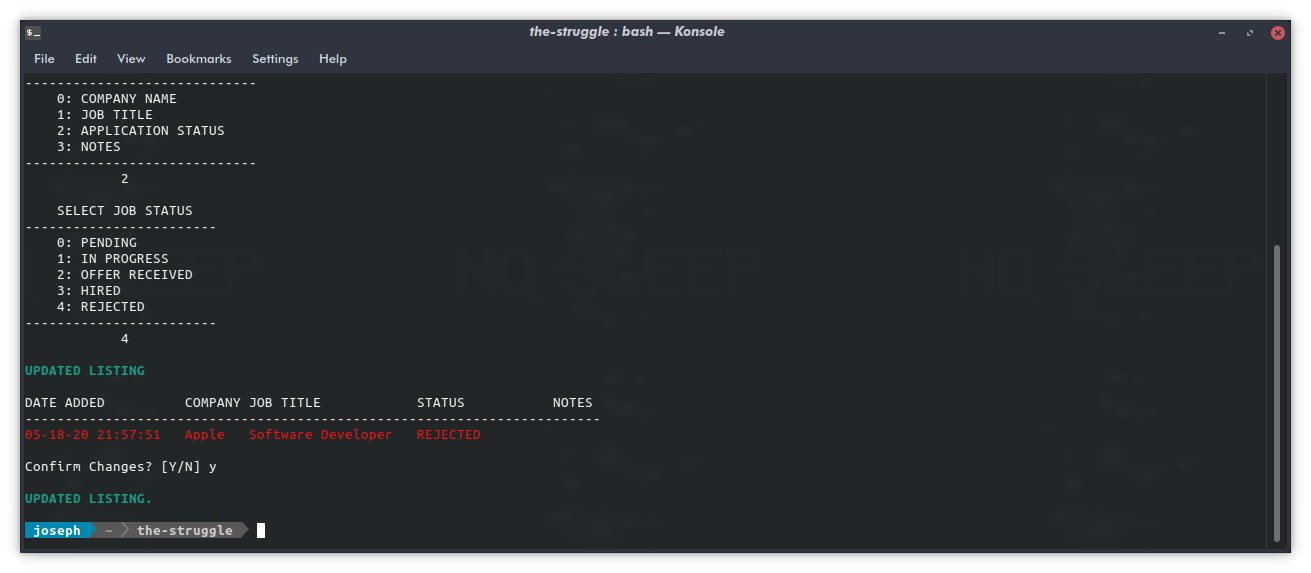 the-struggle : bash — Konsole
File Edit View Bookmarks Settings Help
-----------------------------
0: COMPANY NAME
1: JOB TITLE
2: APPLICATION STATUS
3: NOTES
-----------------------------
2
SELECT JOB STATUS
------------------------
0: PENDING
1: IN PROGRESS
2: OFFER RECEIVED
3: HIRED
4: REJECTED
------------------------
4
UPDATED LISTING
DATE ADDED COMPANY JOB TITLE STATUS NOTES
------------------------------------------------------------------------
05-18-20 21:57:51 Apple Software Developer REJECTED
Confirm Changes? [Y/N] y
UPDATED LISTING.
joseph ~ the-struggle